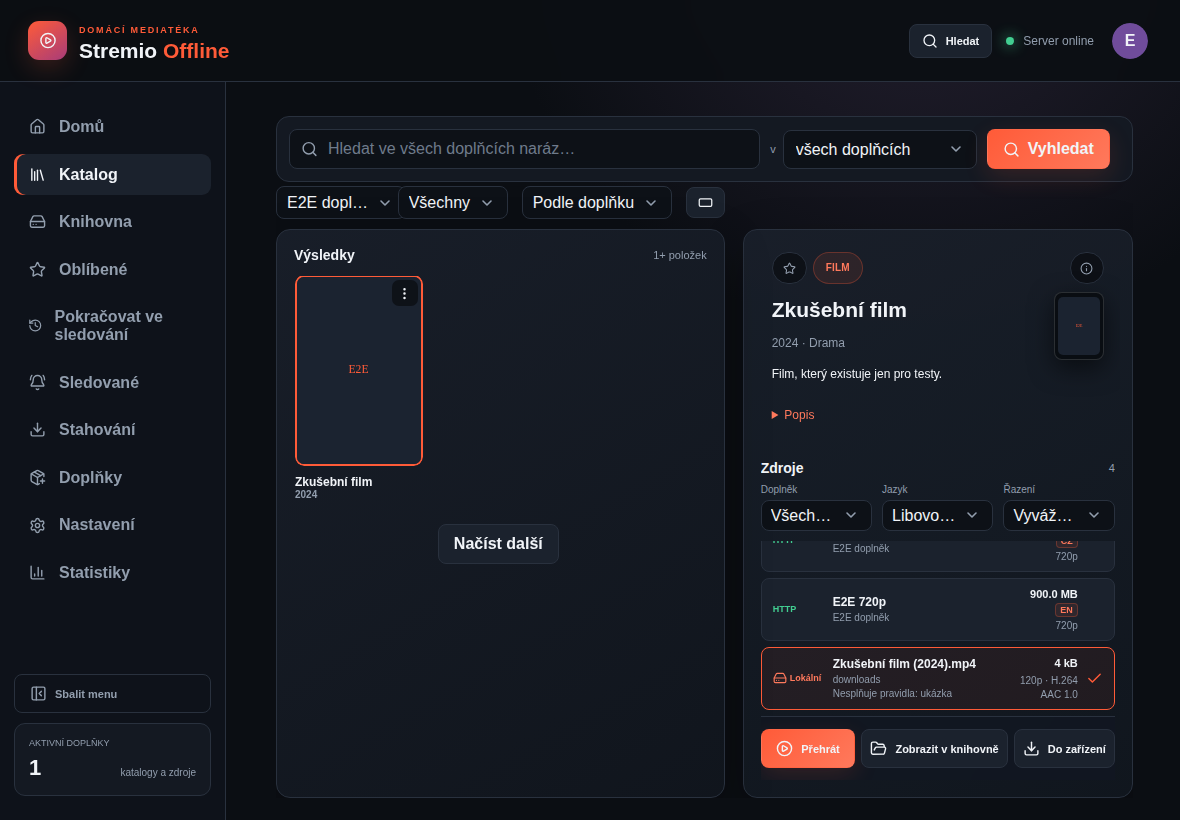 DOMÁCÍ MEDIATÉKA
Stremio Offline
Hledat
Server online
E
Domů
Katalog
Knihovna
Oblíbené
Pokračovat ve
sledování
Sledované
Stahování
Doplňky
Nastavení
Statistiky
Sbalit menu
AKTIVNÍ DOPLŇKY
1
katalogy a zdroje
Hledat ve všech doplňcích naráz…
v
všech doplňcích
Vyhledat
E2E dopl…
Všechny
Podle doplňku
Výsledky
1+ položek
E2E
Zkušební film
2024
Načíst další
FILM
Zkušební film
2024 · Drama
Film, který existuje jen pro testy.
Popis
Zdroje
4
Doplněk
Jazyk
Řazení
Všech…
Libovo…
Vyváž…
E2E doplněk
720p
HTTP
E2E 720p
E2E doplněk
900.0 MB
EN
720p
Lokální
Zkušební film (2024).mp4
downloads
Nesplňuje pravidla: ukázka
4 kB
120p · H.264
AAC 1.0
Přehrát
Zobrazit v knihovně
Do zařízení